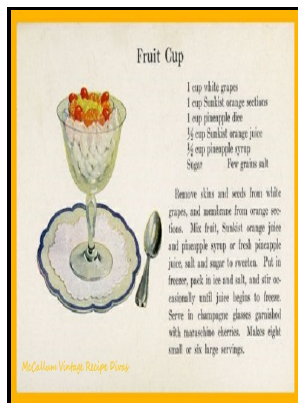 Fruit Cup
1 cup white grapes
1 cup Sunkist orange sections
1 cup pineapple dice
½ cup Sunkist orange juice
½ cup pineapple syrup
Sugar Few grains salt
Remove skins and seeds from white
grapes, and membrane from orange sec-
tions. Mix fruit, Sunkist orange juice
and pineapple syrup or fresh pineapple
juice, salt and sugar to sweeten. Put in
freezer, pack in ice and salt, and stir oc-
casionally until juice begins to freeze.
Serve in champagne glasses garnished
with maraschino cherries. Makes eight
small or six large servings.
McCallum Vintage Recipe Divas